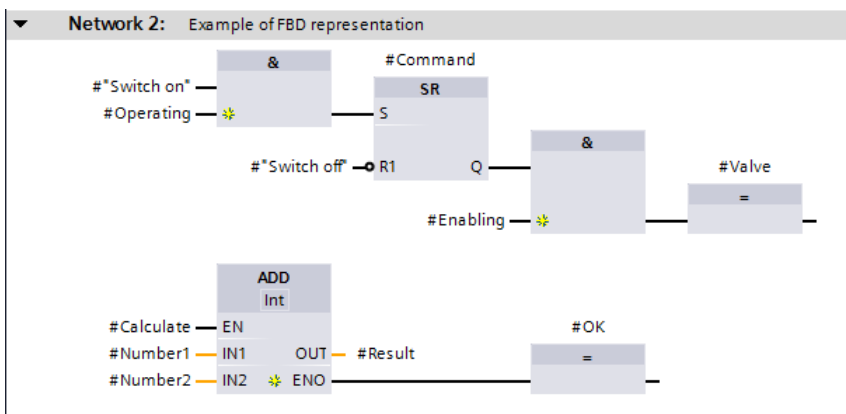 Network 2: Example of FBD representation
& #Command
#"Switch on" SR
#Operating S
&
#"Switch off" R1 Q #Valve
=
#Enabling
ADD
Int
#Calculate EN #OK
#Number1 IN1 OUT #Result =
#Number2 IN2 ENO